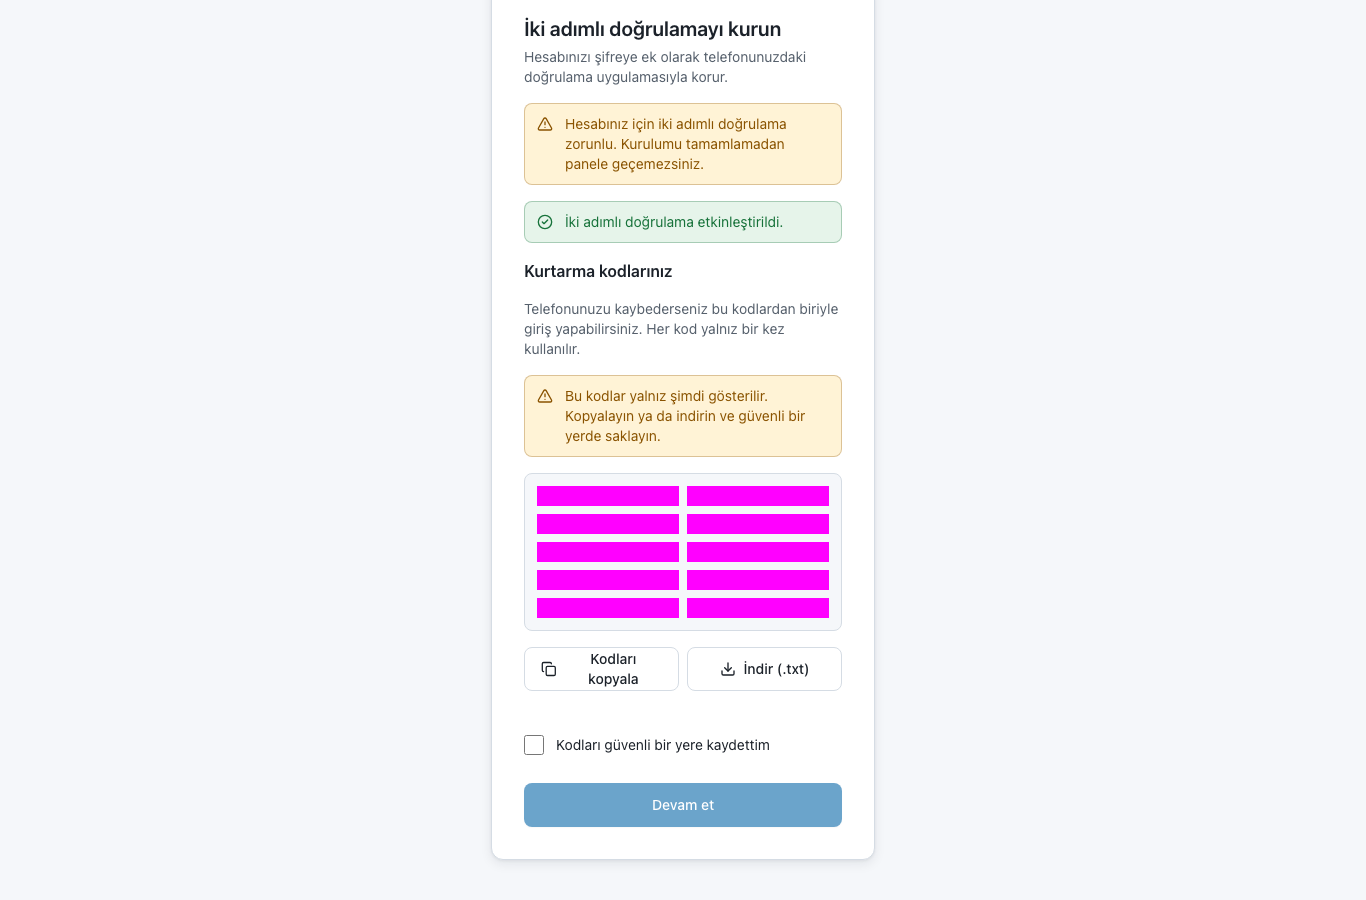 İki adımlı doğrulamayı kurun
Hesabınızı şifreye ek olarak telefonunuzdaki
doğrulama uygulamasıyla korur.
Hesabınız için iki adımlı doğrulama
zorunlu. Kurulumu tamamlamadan
panele geçemezsiniz.
İki adımlı doğrulama etkinleştirildi.
Kurtarma kodlarınız
Telefonunuzu kaybederseniz bu kodlardan biriyle
giriş yapabilirsiniz. Her kod yalnız bir kez
kullanılır.
Bu kodlar yalnız şimdi gösterilir.
Kopyalayın ya da indirin ve güvenli bir
yerde saklayın.
Kodları
kopyala
İndir (.txt)
Kodları güvenli bir yere kaydettim
Devam et